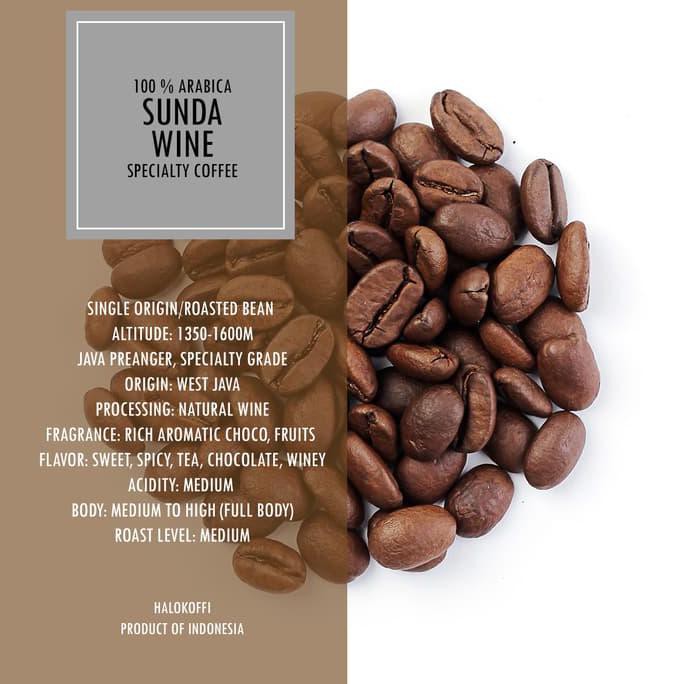 100 % ARABICA
SUNDA
WINE
SPECIALTY COFFEE
SINGLE ORIGIN/ROASTED BEAN
ALTITUDE: 1350-1600M
JAVA PREANGER, SPECIALTY GRADE
ORIGIN: WEST JAVA
PROCESSING: NATURAL WINE
FRAGRANCE: RICH AROMATIC CHOCO, FRUITS
FLAVOR: SWEET, SPICY, TEA, CHOCOLATE, WINEY
ACIDITY: MEDIUM
BODY: MEDIUM TO HIGH (FULL BODY)
ROAST LEVEL: MEDIUM
HALOKOFFI
PRODUCT OF INDONESIA